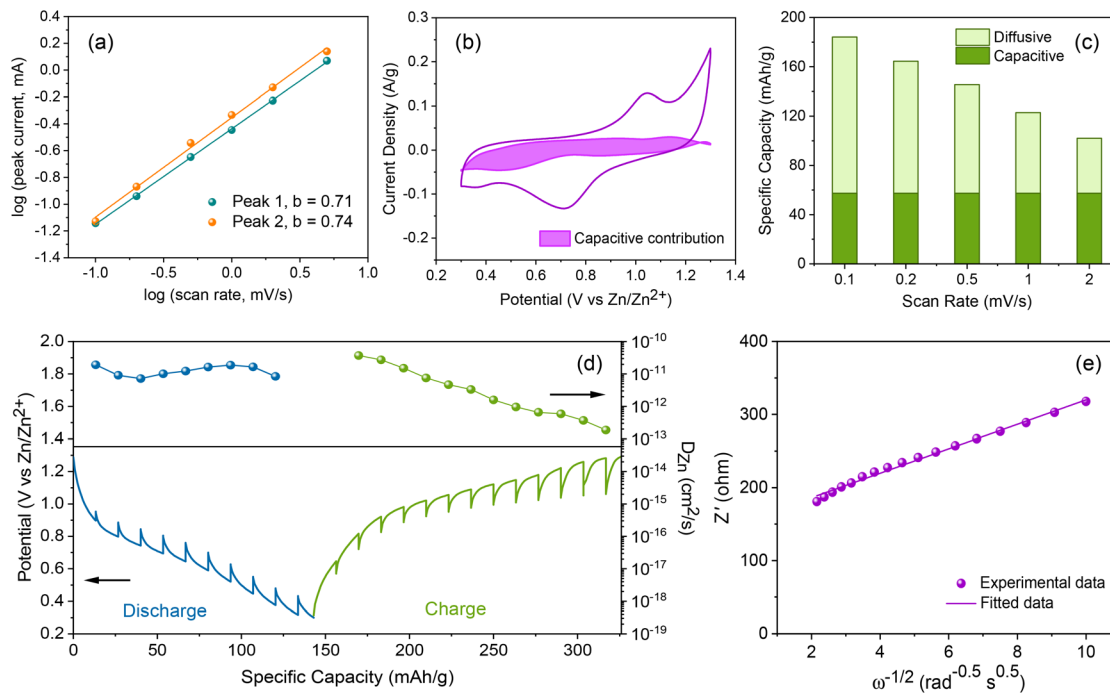 (a)
log (peak current, mA)
0.4
0.2
0.0
-0.2
-0.4
-0.6
-0.8
-1.0
-1.2
-1.4
Peak 1, b = 0.71
Peak 2, b = 0.74
-1.0 -0.5 0.0 0.5 1.0
log (scan rate, mV/s)
(b)
Current Density (A/g)
0.3
0.2
0.1
0.0
-0.1
-0.2
Capacitive contribution
0.2 0.4 0.6 0.8 1.0 1.2 1.4
Potential (V vs Zn/Zn²⁺)
(c)
Specific Capacity (mAh/g)
200
160
120
80
40
0
Diffusive
Capacitive
0.1 0.2 0.5 1 2
Scan Rate (mV/s)
(d)
Potential (V vs Zn/Zn²⁺)
2.0
1.8
1.6
1.4
1.2
1.0
0.8
0.6
0.4
0.2
Discharge
Charge
10⁻¹⁰
10⁻¹¹
10⁻¹²
10⁻¹³
10⁻¹⁴
10⁻¹⁵
10⁻¹⁶
10⁻¹⁷
10⁻¹⁸
10⁻¹⁹
D_Zn (cm²/s)
0 50 100 150 200 250 300
Specific Capacity (mAh/g)
(e)
Z' (ohm)
400
300
200
100
0
Experimental data
Fitted data
2 4 6 8 10
ω⁻¹/² (rad⁻⁰·⁵ s⁰·⁵)